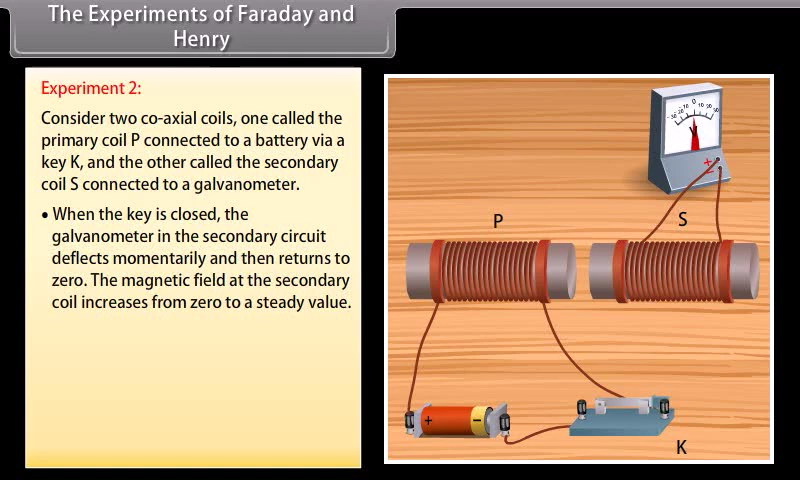 The Experiments of Faraday and
Henry
Experiment 2:
Consider two co-axial coils, one called the
primary coil P connected to a battery via a
key K, and the other called the secondary
coil S connected to a galvanometer.
• When the key is closed, the
galvanometer in the secondary circuit
deflects momentarily and then returns to
zero. The magnetic field at the secondary
coil increases from zero to a steady value.
P
S
+
−
+
−
K